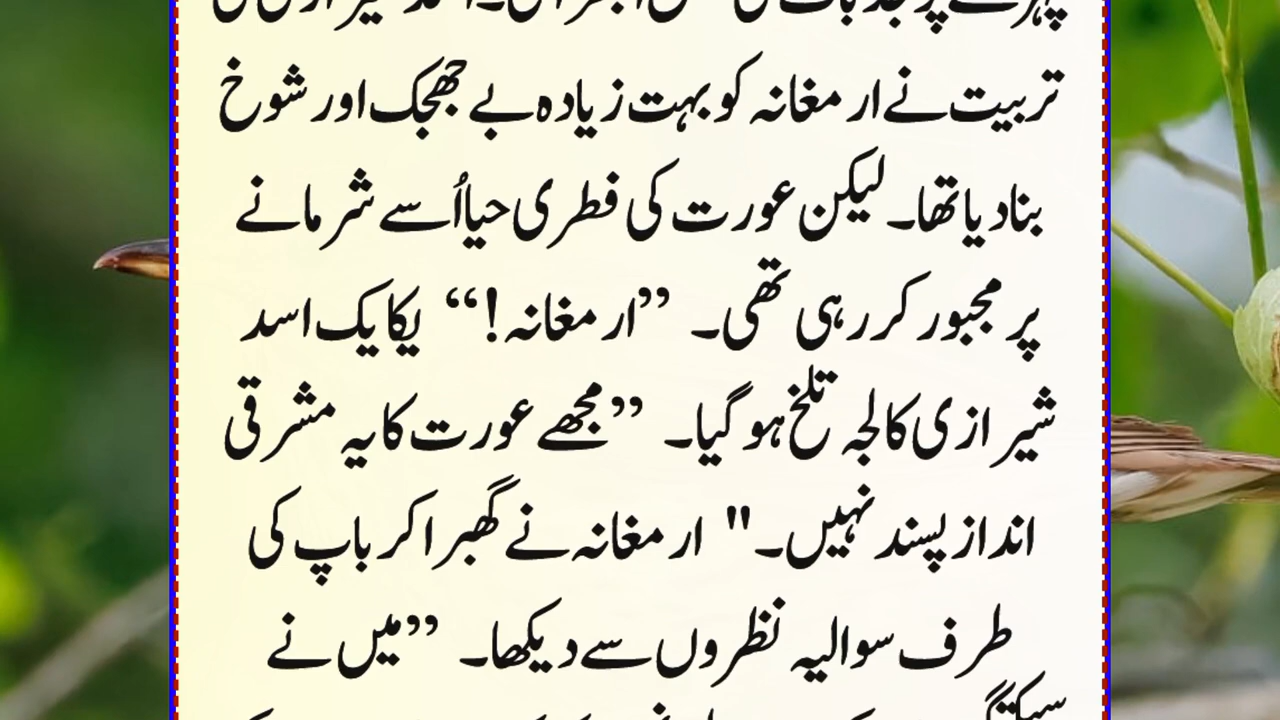 تربیت نے ارمغانہ کو بہت زیادہ بے جھجک اور شوخ
بنا دیا تھا۔ لیکن عورت کی فطری حیا اُسے شرمانے
پر مجبور کر رہی تھی۔ ”ارمغانہ!“ یکایک اسد
شیرازی کا لہجہ تلخ ہو گیا۔ ”مجھے عورت کا یہ مشرقی
انداز پسند نہیں۔" ارمغانہ نے گھبرا کر باپ کی
طرف سوالیہ نظروں سے دیکھا۔ ”میں نے